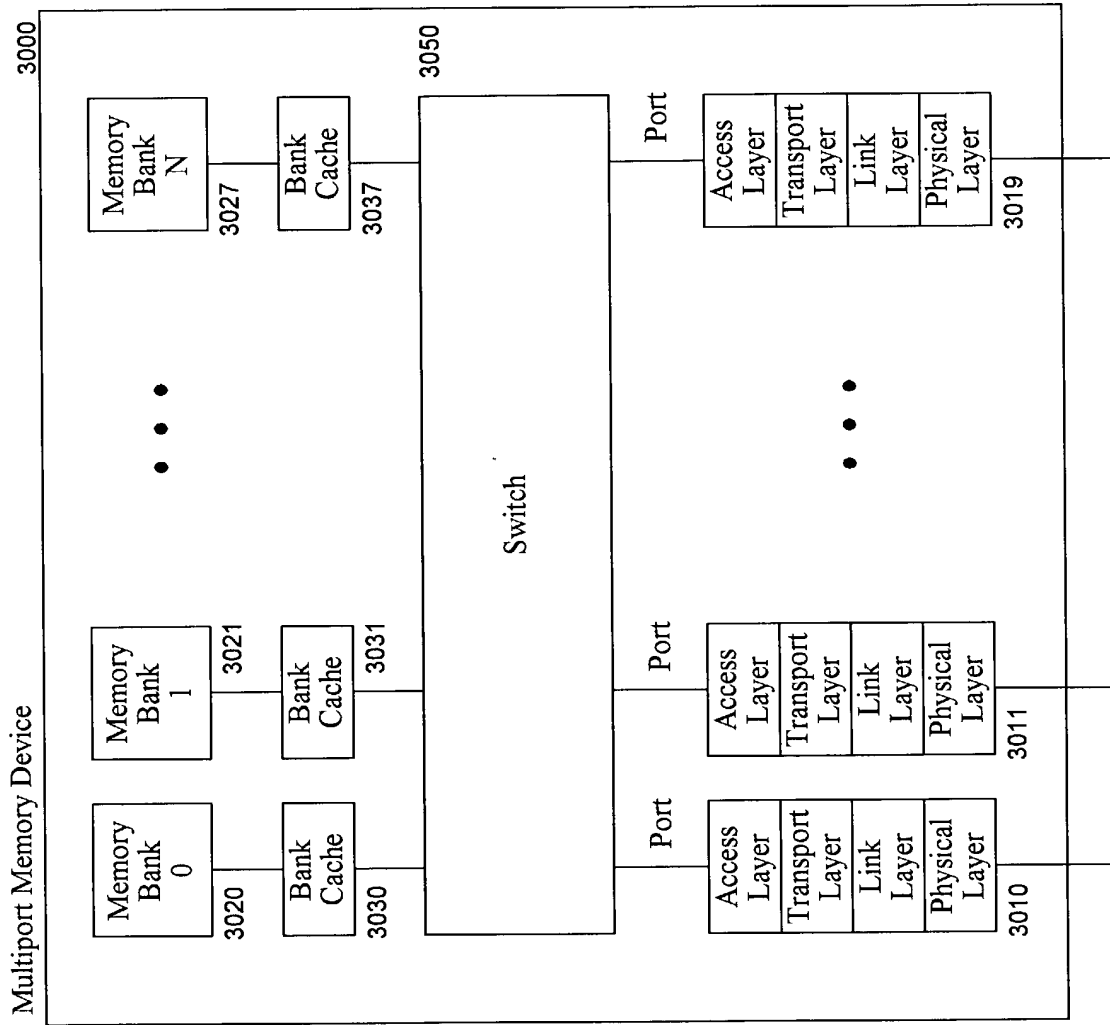 Multiport Memory Device
3000
Memory
Bank
0
3020
Memory
Bank
1
3021
Memory
Bank
N
3027
Bank
Cache
3030
Bank
Cache
3031
Bank
Cache
3037
3050
Switch
Port
Port
Port
Access
Layer
Transport
Layer
Link
Layer
Physical
Layer
3010
Access
Layer
Transport
Layer
Link
Layer
Physical
Layer
3011
Access
Layer
Transport
Layer
Link
Layer
Physical
Layer
3019